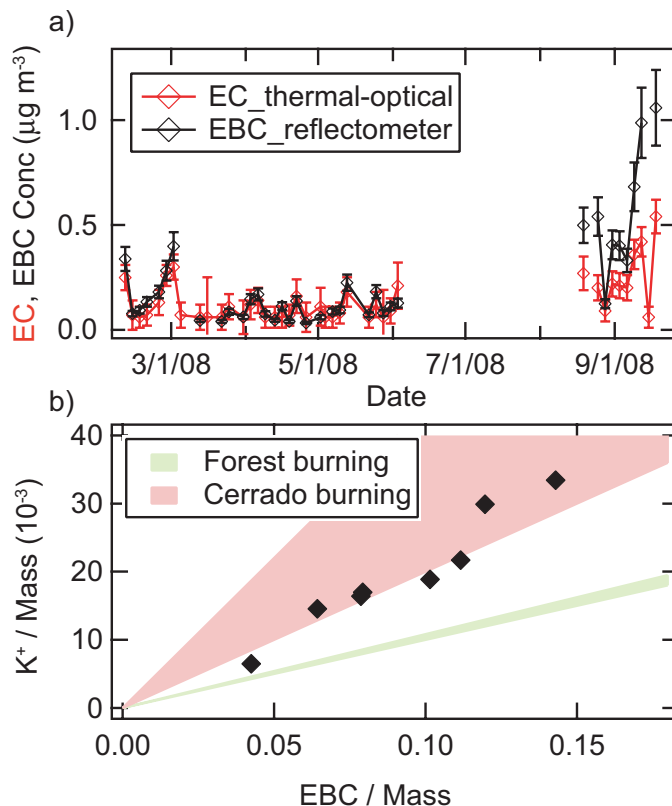 a)
EC, EBC Conc (μg m⁻³)
1.0
0.5
0.0
EC_thermal-optical
EBC_reflectometer
3/1/08 5/1/08 7/1/08 9/1/08
Date
b)
K⁺ / Mass (10⁻³)
40
30
20
10
0
Forest burning
Cerrado burning
0.00 0.05 0.10 0.15
EBC / Mass